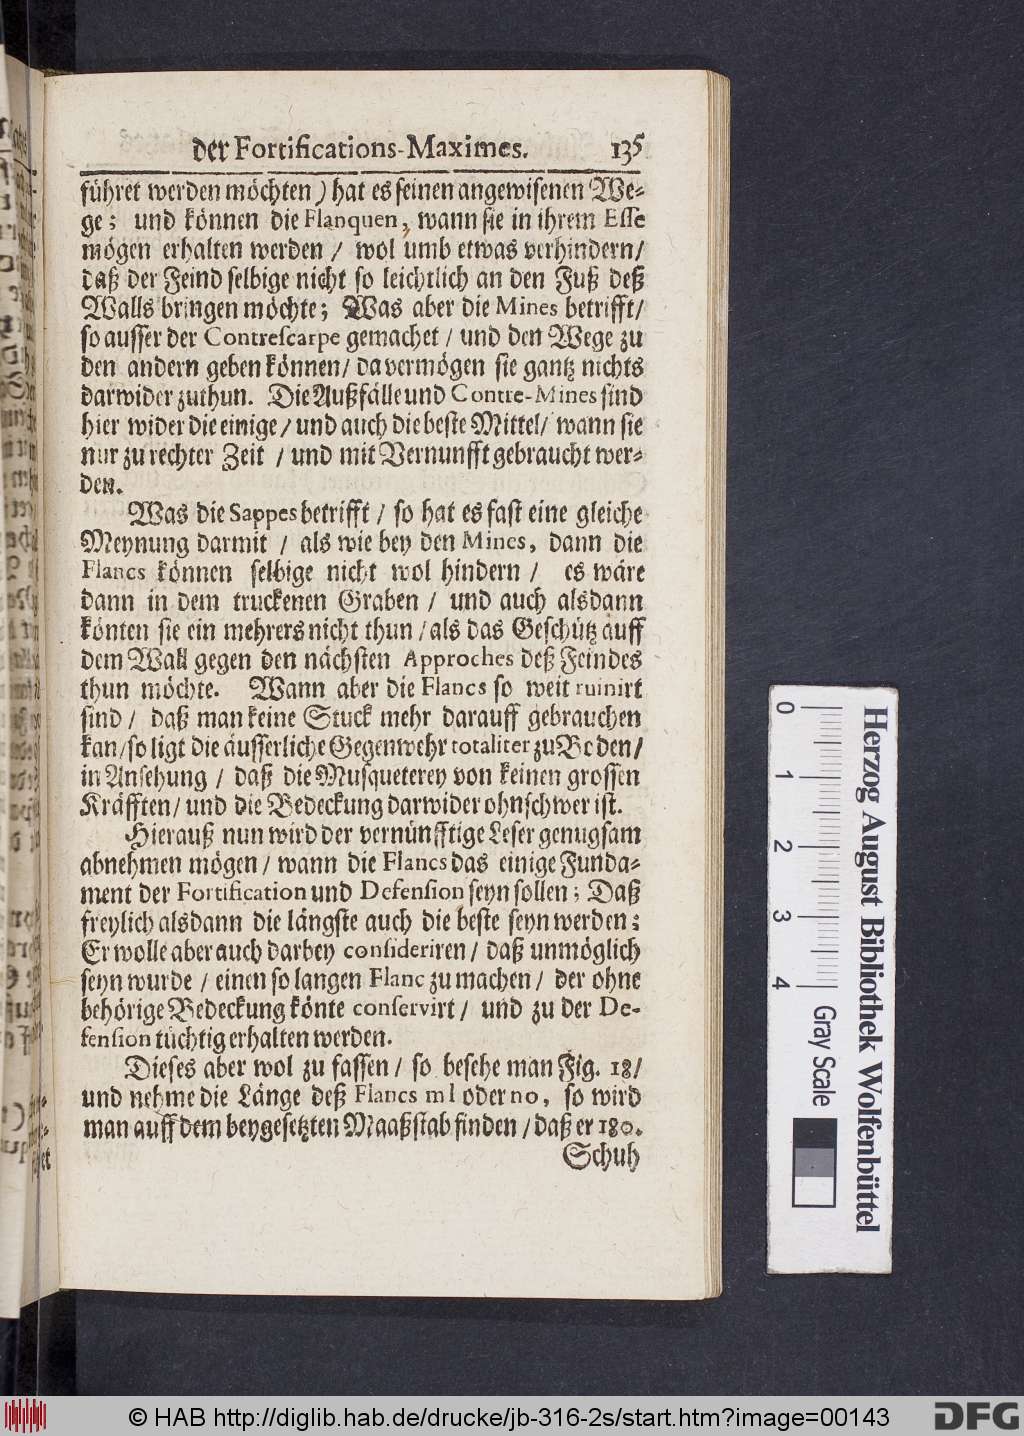 der Fortifications-Maximes. 135
führet werden möchten) hat es seinen angewisenen We-
ge; und können die Flanquen, wann sie in ihrem Esse
mögen erhalten werden / wol umb etwas verhindern/
daß der Feind selbige nicht so leichtlich an den Fuß deß
Walls bringen möchte; Was aber die Mines betrifft/
so ausser der Contrescarpe gemachet / und den Wege zu
den andern geben können/ da vermögen sie gantz nichts
darwider zuthun. Die Außfälle und Contre-Mines sind
hier wider die einige / und auch die beste Mittel/ wann sie
nur zu rechter Zeit / und mit Vernunfft gebraucht wer-
den.
Was die Sappes betrifft / so hat es fast eine gleiche
Meynung darmit / als wie bey den Mines, dann die
Flancs können selbige nicht wol hindern / es wäre
dann in dem truckenen Graben / und auch alsdann
könten sie ein mehrers nicht thun / als das Geschütz auff
dem Wall gegen den nächsten Approches deß Feindes
thun möchte. Wann aber die Flancs so weit ruinirt
sind / daß man keine Stuck mehr darauff gebrauchen
kan/ so ligt die äusserliche Gegenwehr totaliter zu Boden/
in Ansehung / daß die Musqueterey von keinen grossen
Kräfften/ und die Bedeckung darwider ohnschwer ist.
Hierauß nun wird der vernünfftige Leser genugsam
abnehmen mögen / wann die Flancs das einige Funda-
ment der Fortification und Defension seyn sollen; Daß
freylich alsdann die längste auch die beste seyn werden;
Er wolle aber auch darbey consideriren / daß unmöglich
seyn wurde / einen so langen Flanc zu machen / der ohne
behörige Bedeckung könte conservirt / und zu der De-
fension tüchtig erhalten werden.
Dieses aber wol zu fassen / so besehe man Fig. 18/
und nehme die Länge deß Flancs ml oder no, so wird
man auff dem beygesetzten Maaßstab finden / daß er 180.
Schuh
0 1 2 3 4
Gray Scale
Herzog August Bibliothek Wolfenbüttel
© HAB http://diglib.hab.de/drucke/jb-316-2s/start.htm?image=00143
DFG